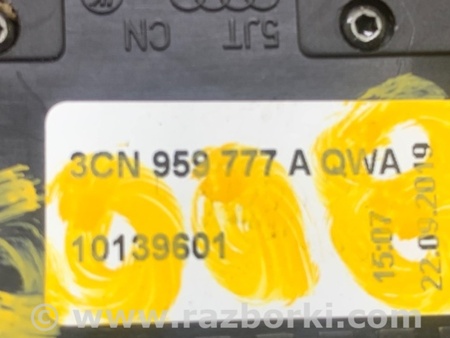 5JT CN
3CN 959 777 A QWA
10139601
15:07
22.09.2019
© www.razborki.com